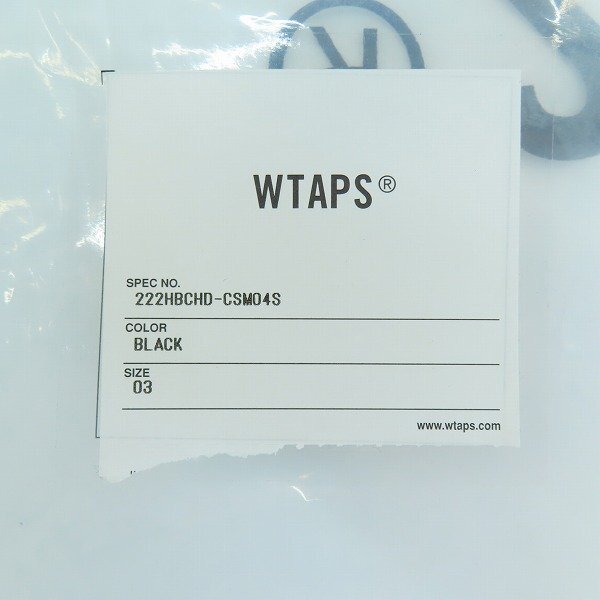 R
WTAPS®
SPEC NO.
222HBCHD-CSM04S
COLOR
BLACK
SIZE
03
www.wtaps.com